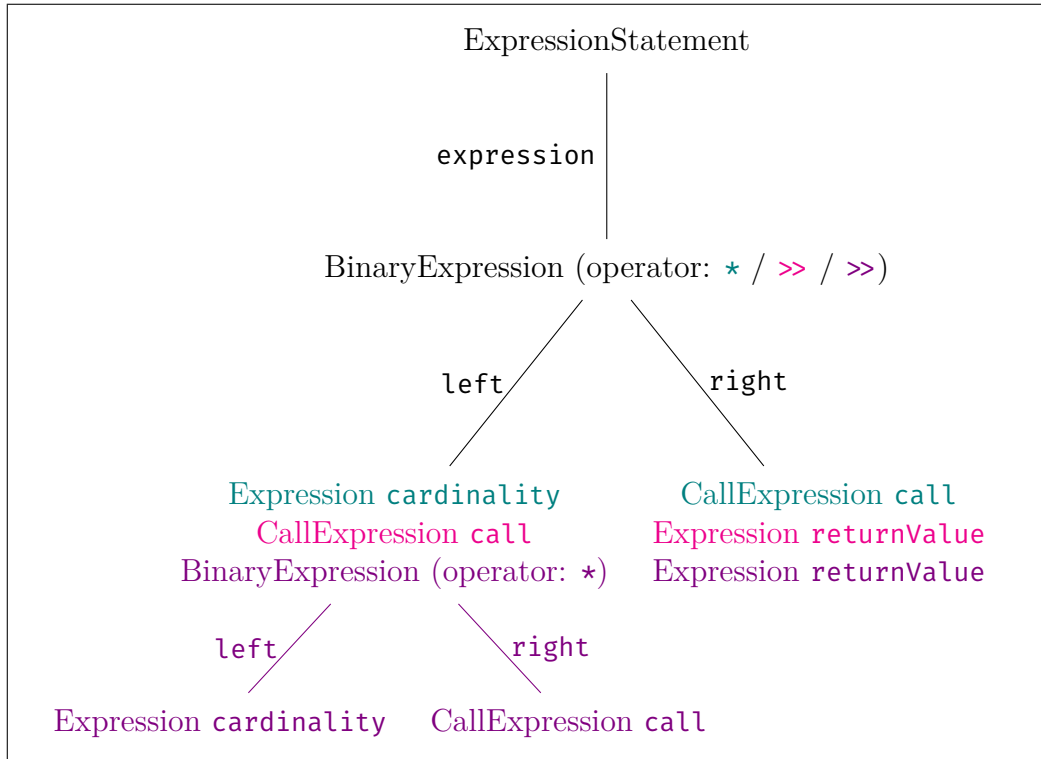 ExpressionStatement
expression
BinaryExpression (operator: * / >> / >>)
left
right
Expression cardinality
CallExpression call
CallExpression call
Expression returnValue
BinaryExpression (operator: *)
Expression returnValue
left
right
Expression cardinality
CallExpression call